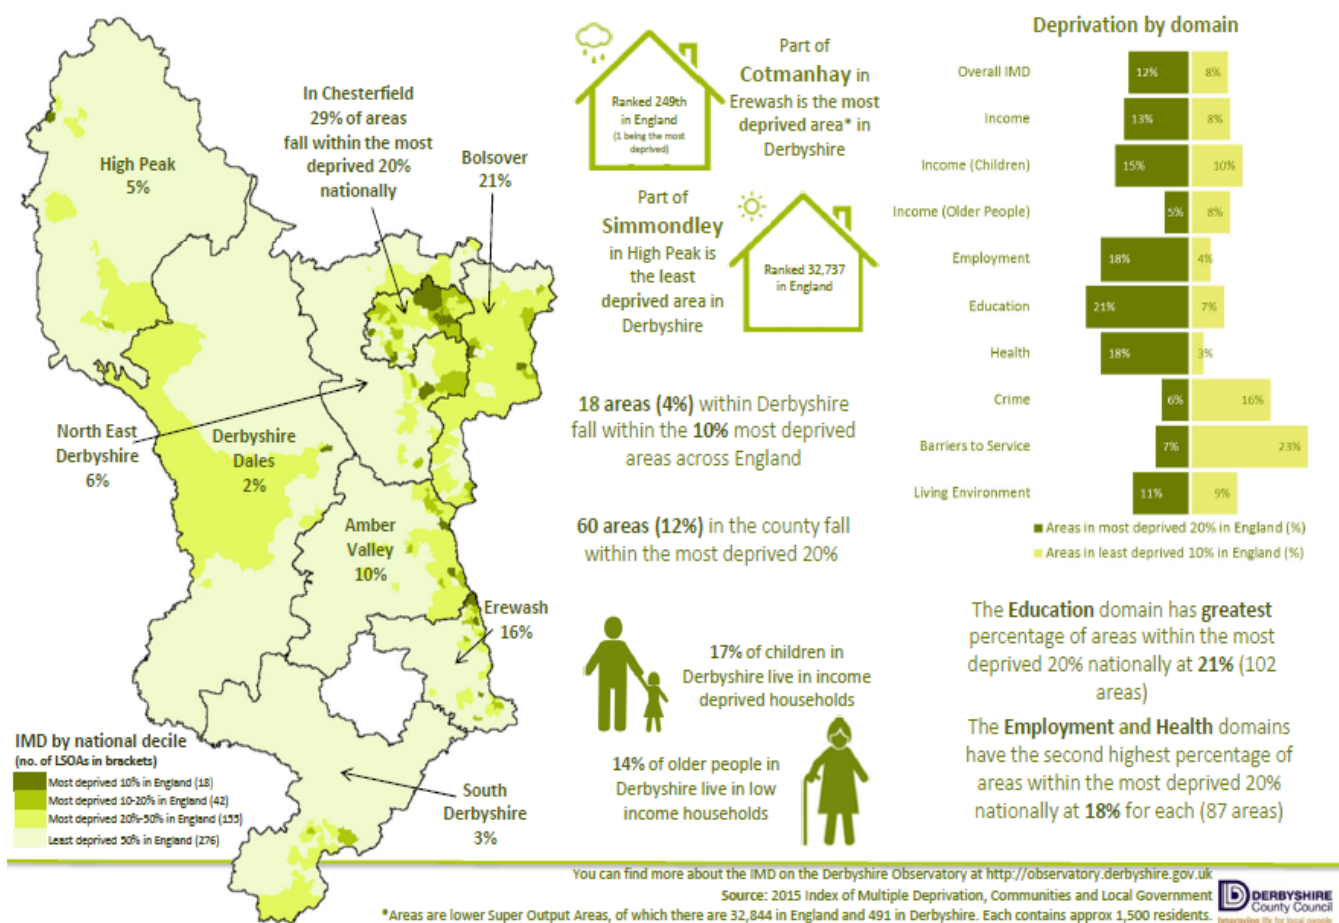 In Chesterfield
29% of areas
fall within the most
deprived 20%
nationally
High Peak
5%
Bolsover
21%
North East
Derbyshire
6%
Derbyshire
Dales
2%
Amber
Valley
10%
Erewash
16%
South
Derbyshire
3%
IMD by national decile
(no. of LSOAs in brackets)
Most deprived 10% in England (18)
Most deprived 10-20% in England (42)
Most deprived 20%-50% in England (155)
Least deprived 50% in England (276)
Ranked 249th
in England
(1 being the most
deprived)
Part of
Cotmanhay in
Erewash is the most
deprived area* in
Derbyshire
Part of
Simmondley
in High Peak is
the least
deprived area in
Derbyshire
Ranked 32,737
in England
18 areas (4%) within Derbyshire
fall within the 10% most deprived
areas across England
60 areas (12%) in the county fall
within the most deprived 20%
17% of children in
Derbyshire live in income
deprived households
14% of older people in
Derbyshire live in low
income households
Deprivation by domain
Overall IMD 12% 8%
Income 13% 8%
Income (Children) 15% 10%
Income (Older People) 5% 8%
Employment 18% 4%
Education 21% 7%
Health 18% 3%
Crime 6% 16%
Barriers to Service 7% 23%
Living Environment 11% 9%
Areas in most deprived 20% in England (%)
Areas in least deprived 10% in England (%)
The Education domain has greatest
percentage of areas within the most
deprived 20% nationally at 21% (102
areas)
The Employment and Health domains
have the second highest percentage of
areas within the most deprived 20%
nationally at 18% for each (87 areas)
You can find more about the IMD on the Derbyshire Observatory at http://observatory.derbyshire.gov.uk
Source: 2015 Index of Multiple Deprivation, Communities and Local Government
*Areas are lower Super Output Areas, of which there are 32,844 in England and 491 in Derbyshire. Each contains approx 1,500 residents.
DERBYSHIRE
County Council
Improving life for local people